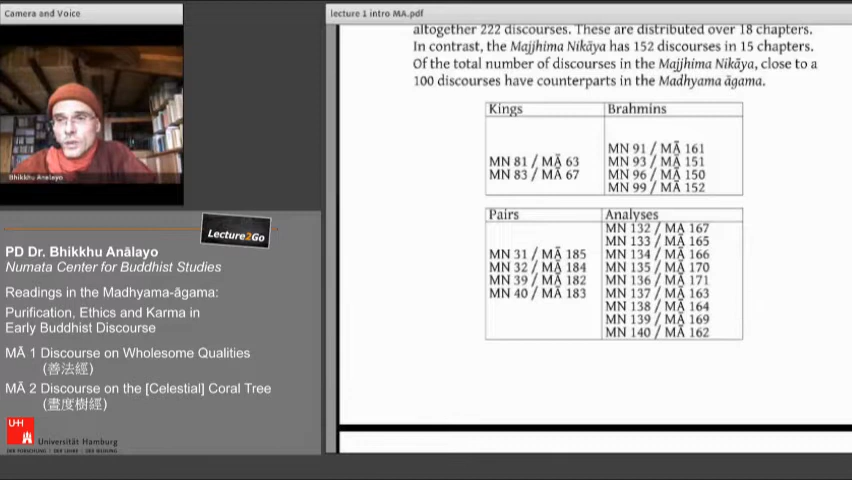 Camera and Voice
Bhikkhu Analayo
Lecture2Go
PD Dr. Bhikkhu Anālayo
Numata Center for Buddhist Studies
Readings in the Madhyama-āgama:
Purification, Ethics and Karma in
Early Buddhist Discourse
MĀ 1 Discourse on Wholesome Qualities
(善法經)
MĀ 2 Discourse on the [Celestial] Coral Tree
(晝度樹經)
UH
Universität Hamburg
DER FORSCHUNG | DER LEHRE | DER BILDUNG
lecture 1 intro MA.pdf
altogether 222 discourses. These are distributed over 18 chapters.
In contrast, the Majjhima Nikāya has 152 discourses in 15 chapters.
Of the total number of discourses in the Majjhima Nikāya, close to a
100 discourses have counterparts in the Madhyama āgama.
Kings
MN 81 / MĀ 63
MN 83 / MĀ 67
Brahmins
MN 91 / MĀ 161
MN 93 / MĀ 151
MN 96 / MĀ 150
MN 99 / MĀ 152
Pairs
MN 31 / MĀ 185
MN 32 / MĀ 184
MN 39 / MĀ 182
MN 40 / MĀ 183
Analyses
MN 132 / MĀ 167
MN 133 / MĀ 165
MN 134 / MĀ 166
MN 135 / MĀ 170
MN 136 / MĀ 171
MN 137 / MĀ 163
MN 138 / MĀ 164
MN 139 / MĀ 169
MN 140 / MĀ 162